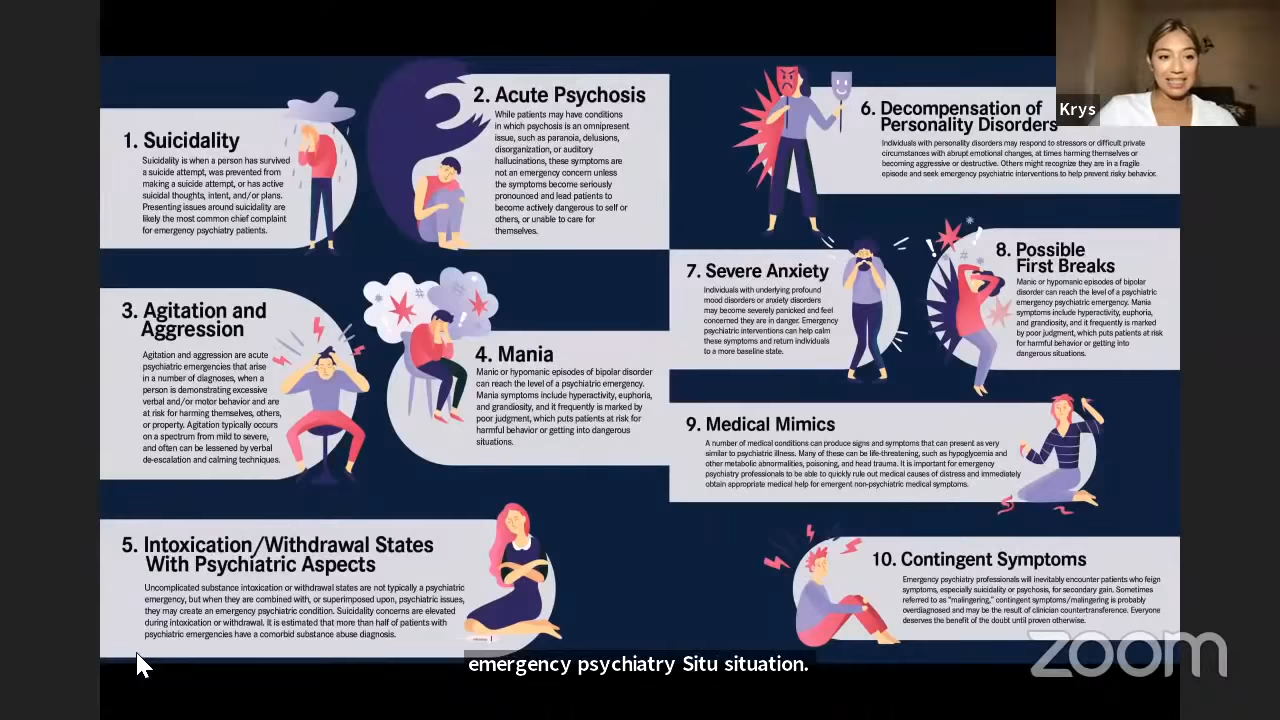 1. Suicidality
Suicidality is when a person has survived
a suicide attempt, was prevented from
making a suicide attempt, or has active
suicidal thoughts, intent, and/or plans.
Presenting issues around suicidality are
likely the most common chief complaint
for emergency psychiatry patients.
2. Acute Psychosis
While patients may have conditions
in which psychosis is an omnipresent
issue, such as paranoia, delusions,
disorganization, or auditory
hallucinations, these symptoms are
not an emergency concern unless
the symptoms become seriously
pronounced and lead patients to
become actively dangerous to self or
others, or unable to care for
themselves.
3. Agitation and
Aggression
Agitation and aggression are acute
psychiatric emergencies that arise
in a number of diagnoses, when a
person is demonstrating excessive
verbal and/or motor behavior and are
at risk for harming themselves, others,
or property. Agitation typically occurs
on a spectrum from mild to severe,
and often can be lessened by verbal
de-escalation and calming techniques.
4. Mania
Manic or hypomanic episodes of bipolar disorder
can reach the level of a psychiatric emergency.
Mania symptoms include hyperactivity, euphoria,
and grandiosity, and it frequently is marked by
poor judgment, which puts patients at risk for
harmful behavior or getting into dangerous
situations.
5. Intoxication/Withdrawal States
With Psychiatric Aspects
Uncomplicated substance intoxication or withdrawal states are not typically a psychiatric
emergency, but when they are combined with, or superimposed upon, psychiatric issues,
they may create an emergency psychiatric condition. Suicidality concerns are elevated
during intoxication or withdrawal. It is estimated that more than half of patients with
psychiatric emergencies have a comorbid substance abuse diagnosis.
6. Decompensation of
Personality Disorders
Individuals with personality disorders may respond to stressors or difficult private
circumstances with abrupt emotional changes, at times harming themselves or
becoming aggressive or destructive. Others might recognize they are in a fragile
episode and seek emergency psychiatric interventions to help prevent risky behavior.
7. Severe Anxiety
Individuals with underlying profound
mood disorders or anxiety disorders
may become severely panicked and feel
concerned they are in danger. Emergency
psychiatric interventions can help calm
these symptoms and return individuals
to a more baseline state.
8. Possible
First Breaks
Manic or hypomanic episodes of bipolar
disorder can reach the level of a psychiatric
emergency psychiatric emergency. Mania
symptoms include hyperactivity, euphoria,
and grandiosity, and it frequently is marked
by poor judgment, which puts patients at risk
for harmful behavior or getting into
dangerous situations.
9. Medical Mimics
A number of medical conditions can produce signs and symptoms that can present as very
similar to psychiatric illness. Many of these can be life-threatening, such as hypoglycemia and
other metabolic abnormalities, poisoning, and head trauma. It is important for emergency
psychiatry professionals to be able to quickly rule out medical causes of distress and immediately
obtain appropriate medical help for emergent non-psychiatric medical symptoms.
10. Contingent Symptoms
Emergency psychiatry professionals will inevitably encounter patients who feign
symptoms, especially suicidality or psychosis, for secondary gain. Sometimes
referred to as "malingering," contingent symptoms/malingering is probably
overdiagnosed and may be the result of clinician countertransference. Everyone
deserves the benefit of the doubt until proven otherwise.
Krys
emergency psychiatry Situ situation.
zoom